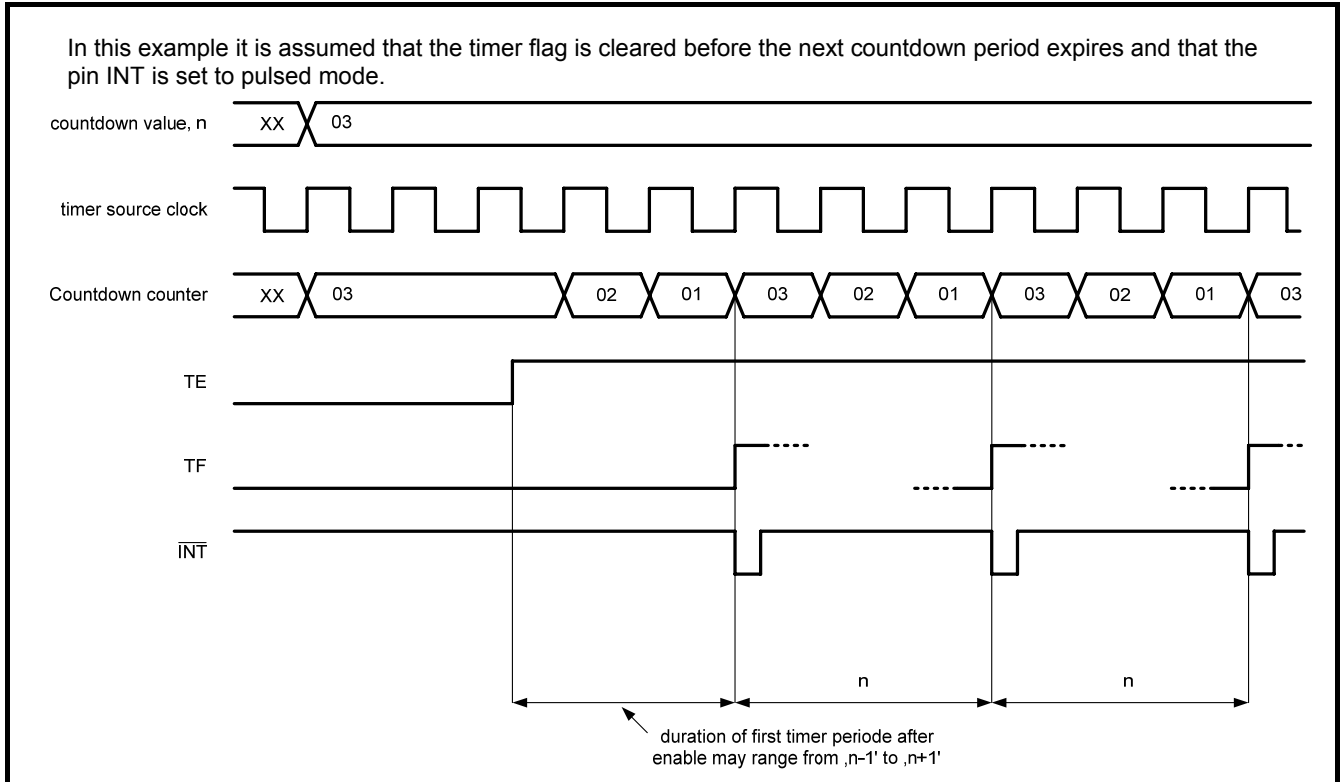 In this example it is assumed that the timer flag is cleared before the next countdown period expires and that the
pin INT is set to pulsed mode.
countdown value, n XX 03
timer source clock
Countdown counter XX 03 02 01 03 02 01 03 02 01 03
TE
TF
INT
n n
duration of first timer periode after
enable may range from ‚n-1' to ‚n+1'